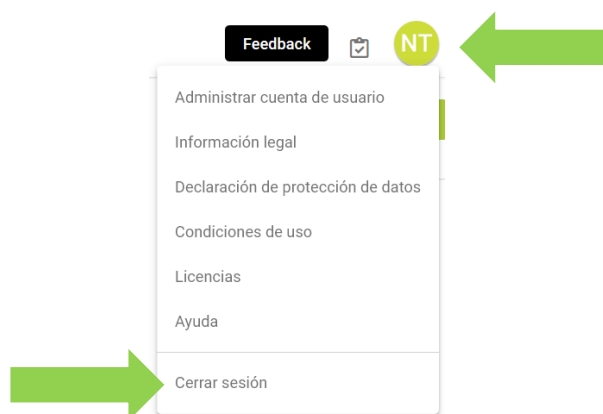 Feedback
NT
Administrar cuenta de usuario
Información legal
Declaración de protección de datos
Condiciones de uso
Licencias
Ayuda
Cerrar sesión